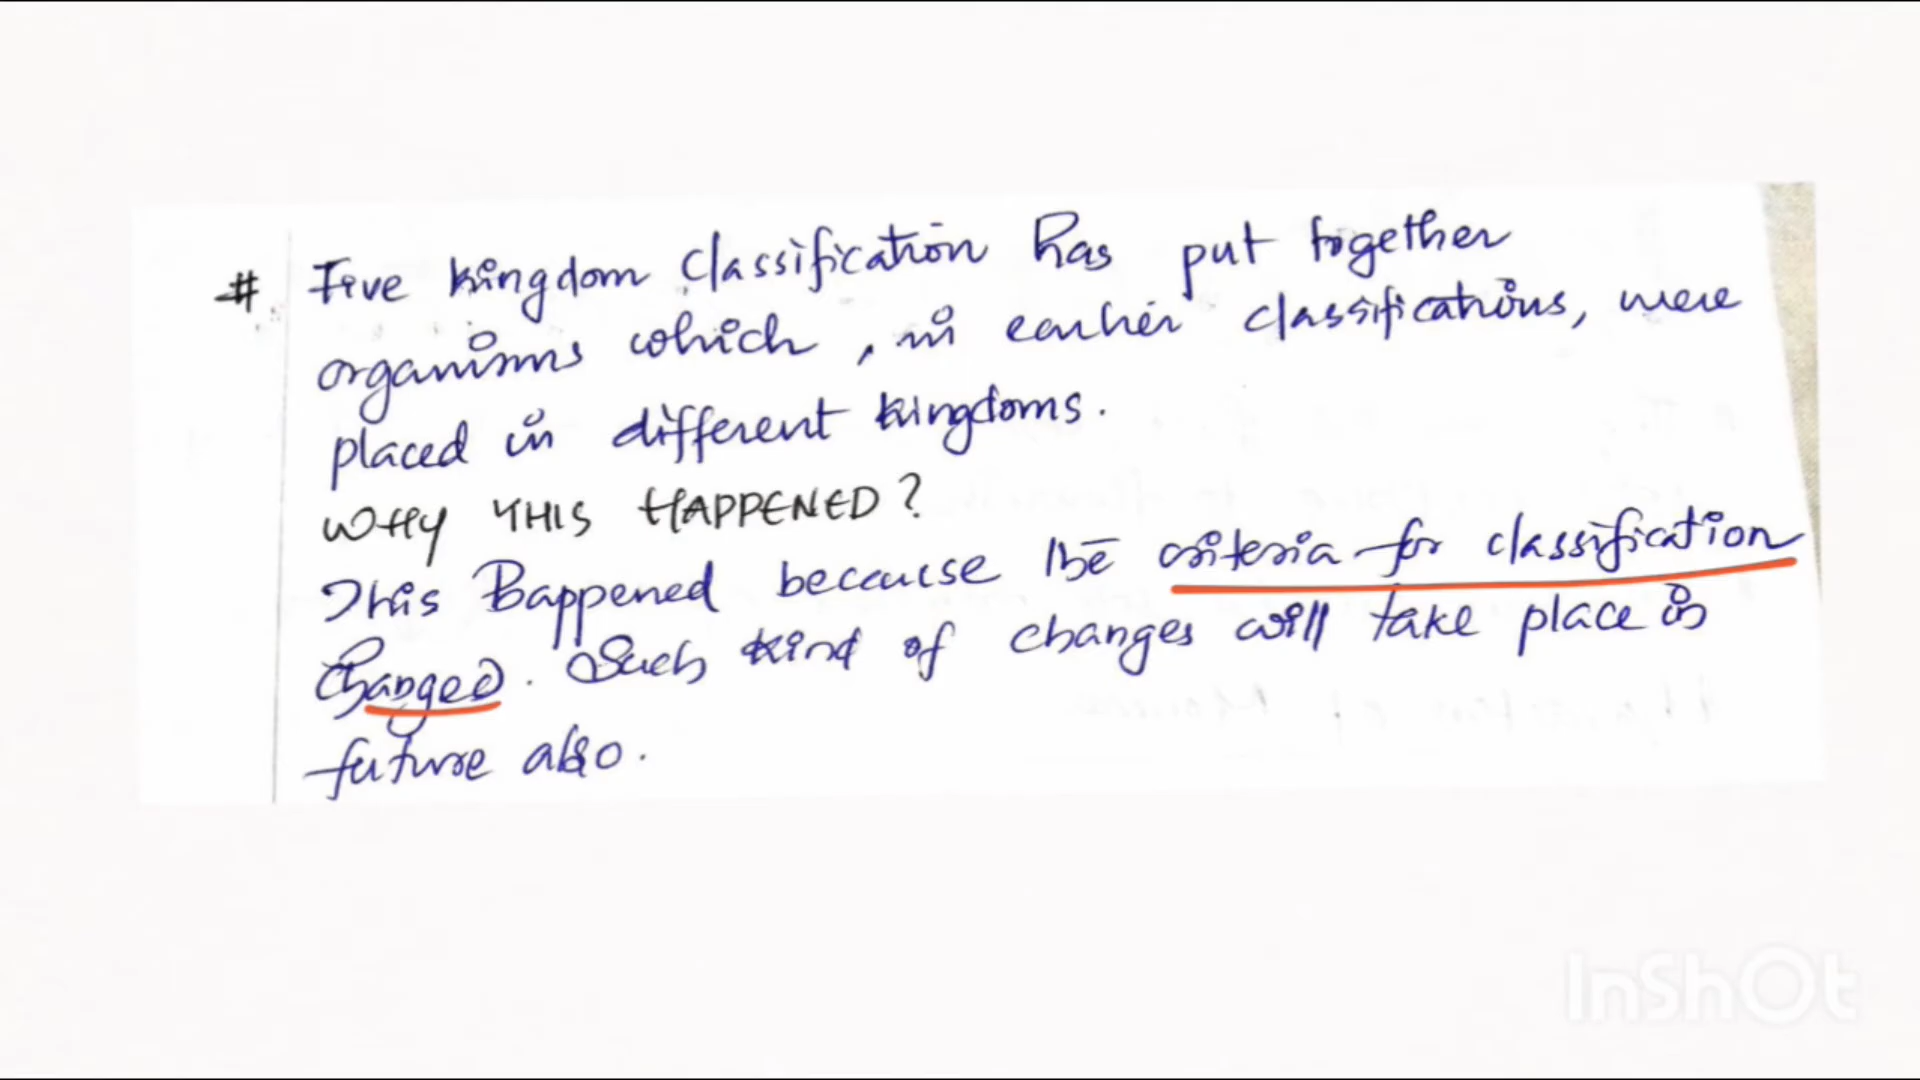 # Five kingdom classification has put together
organisms which, in earlier classifications, were
placed in different kingdoms.
WHY THIS HAPPENED?
This Happened because the criteria for classification
changed. Such kind of changes will take place in
future also.
InShOt